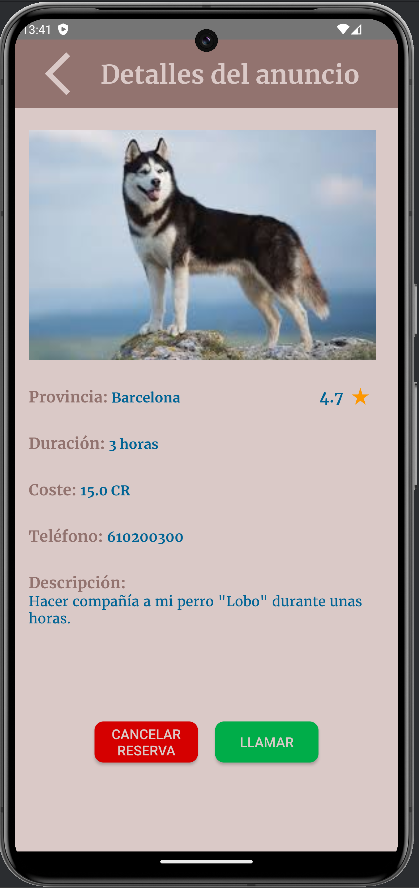 13:41
Detalles del anuncio
Provincia: Barcelona
4.7
Duración: 3 horas
Coste: 15.0 CR
Teléfono: 610200300
Descripción:
Hacer compañía a mi perro "Lobo" durante unas
horas.
CANCELAR
RESERVA
LLAMAR